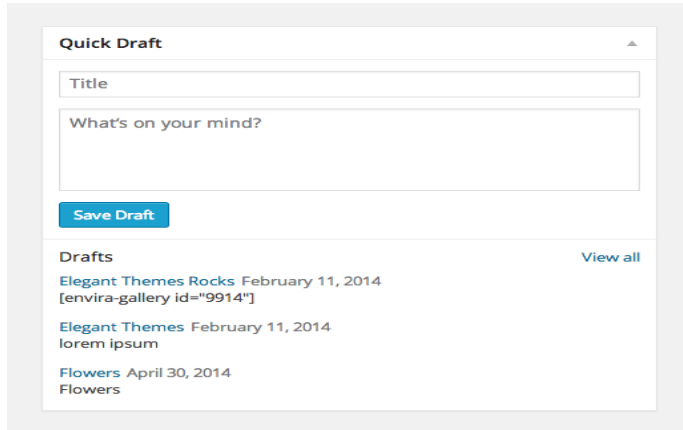 Quick Draft
Title
What's on your mind?
Save Draft
Drafts View all
Elegant Themes Rocks February 11, 2014
[envira-gallery id="9914"]
Elegant Themes February 11, 2014
lorem ipsum
Flowers April 30, 2014
Flowers